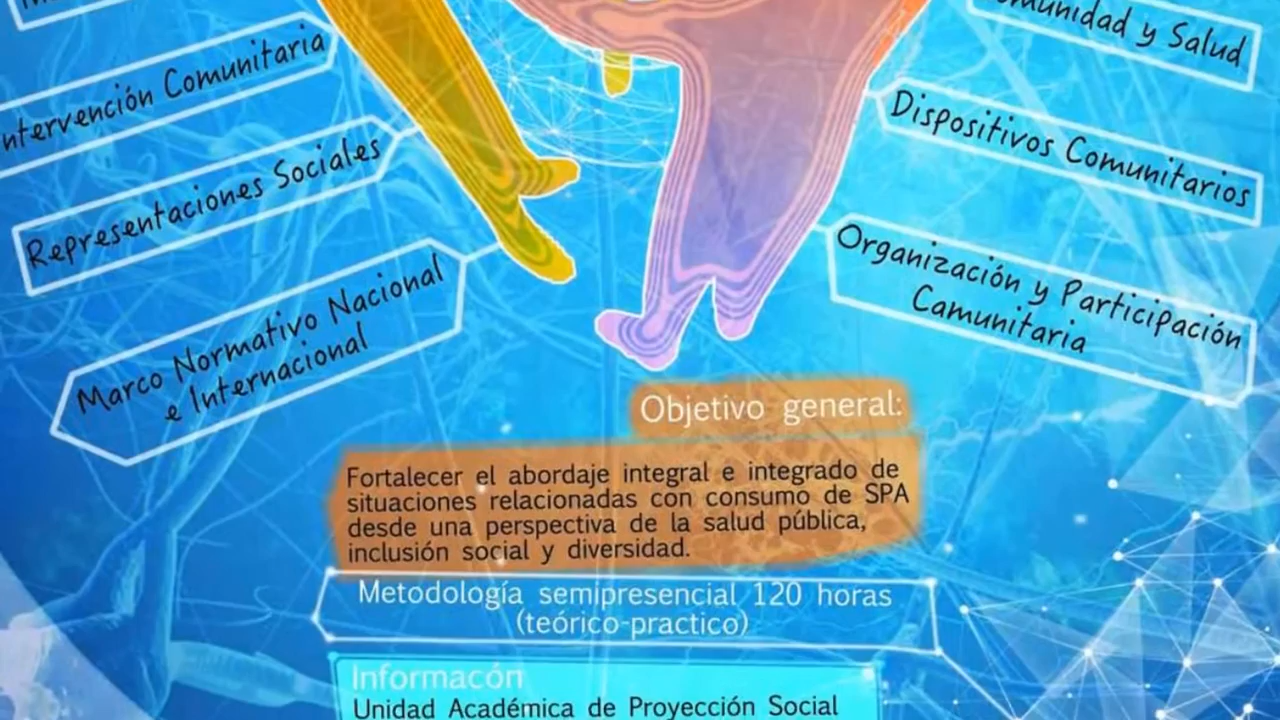 Intervención Comunitaria
Representaciones Sociales
Marco Normativo Nacional
e Internacional
y Salud
Dispositivos Comunitarios
Organización y Participación
Camunitaria
Objetivo general:
Fortalecer el abordaje integral e integrado de
situaciones relacionadas con consumo de SPA
desde una perspectiva de la salud pública,
inclusión social y diversidad.
Metodología semipresencial 120 horas
(teórico-practico)
Informacón
Unidad Académica de Proyección Social